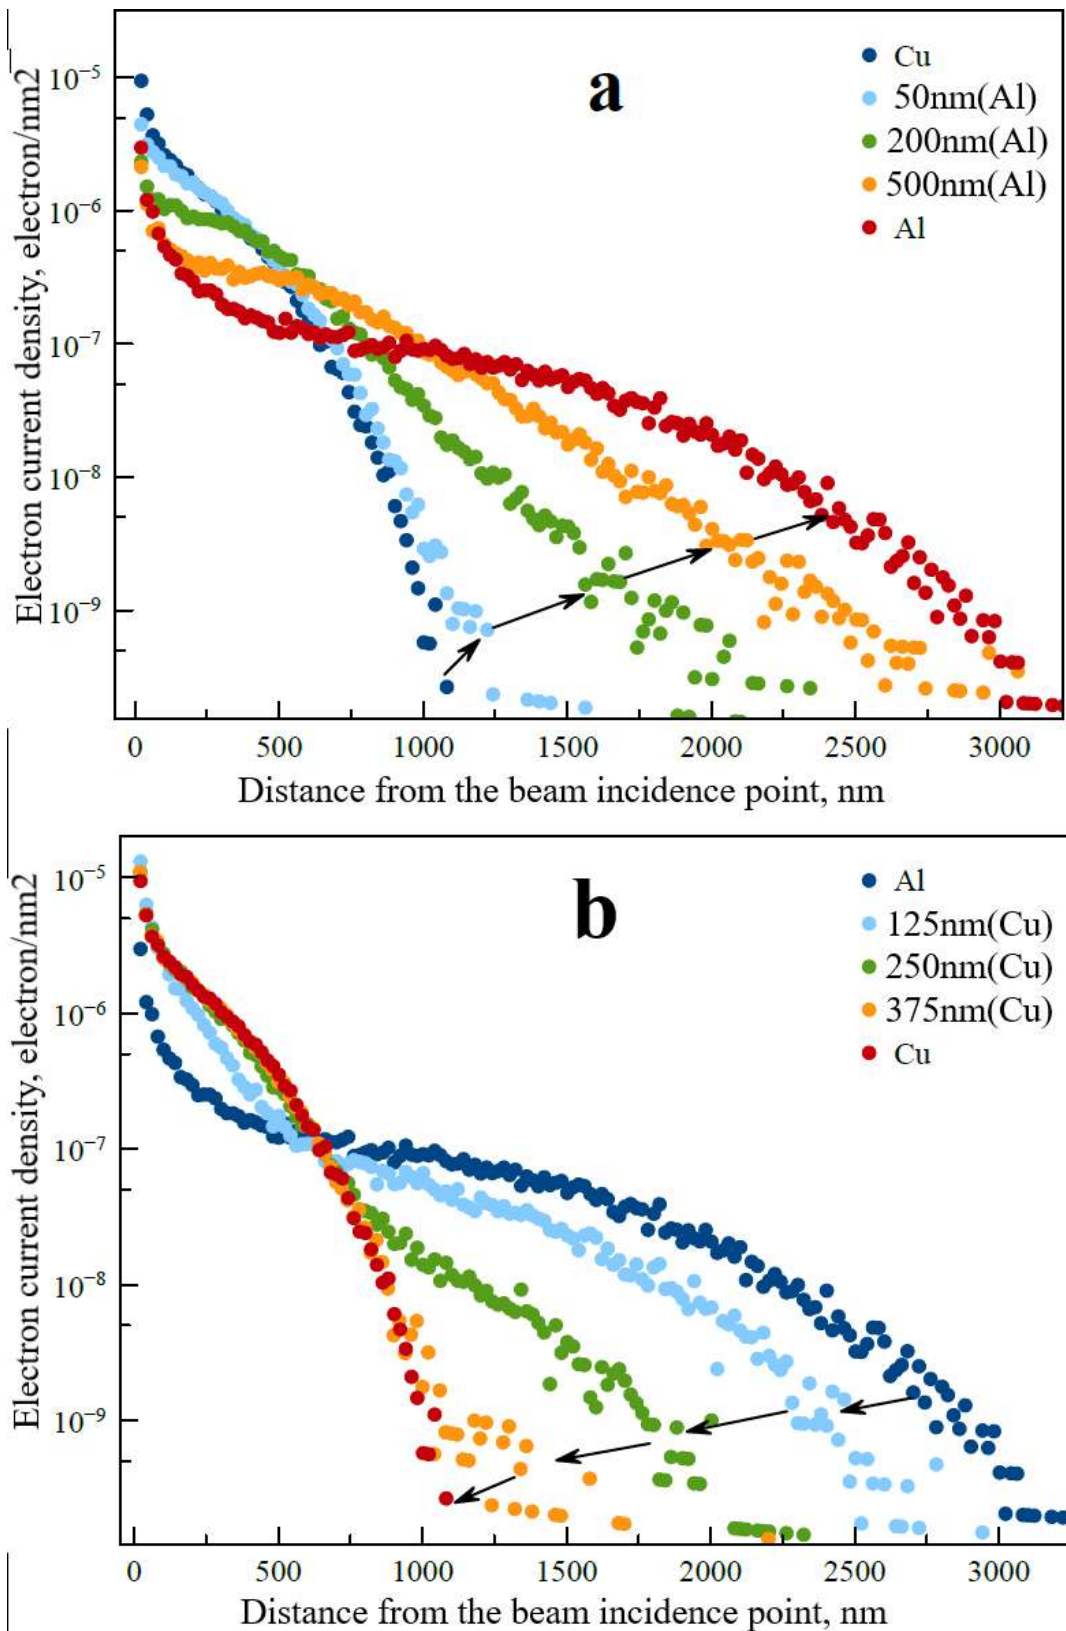 a
Cu
50nm(Al)
200nm(Al)
500nm(Al)
Al
Electron current density, electron/nm2
10⁻⁵
10⁻⁶
10⁻⁷
10⁻⁸
10⁻⁹
0 500 1000 1500 2000 2500 3000
Distance from the beam incidence point, nm
b
Al
125nm(Cu)
250nm(Cu)
375nm(Cu)
Cu
Electron current density, electron/nm2
10⁻⁵
10⁻⁶
10⁻⁷
10⁻⁸
10⁻⁹
0 500 1000 1500 2000 2500 3000
Distance from the beam incidence point, nm